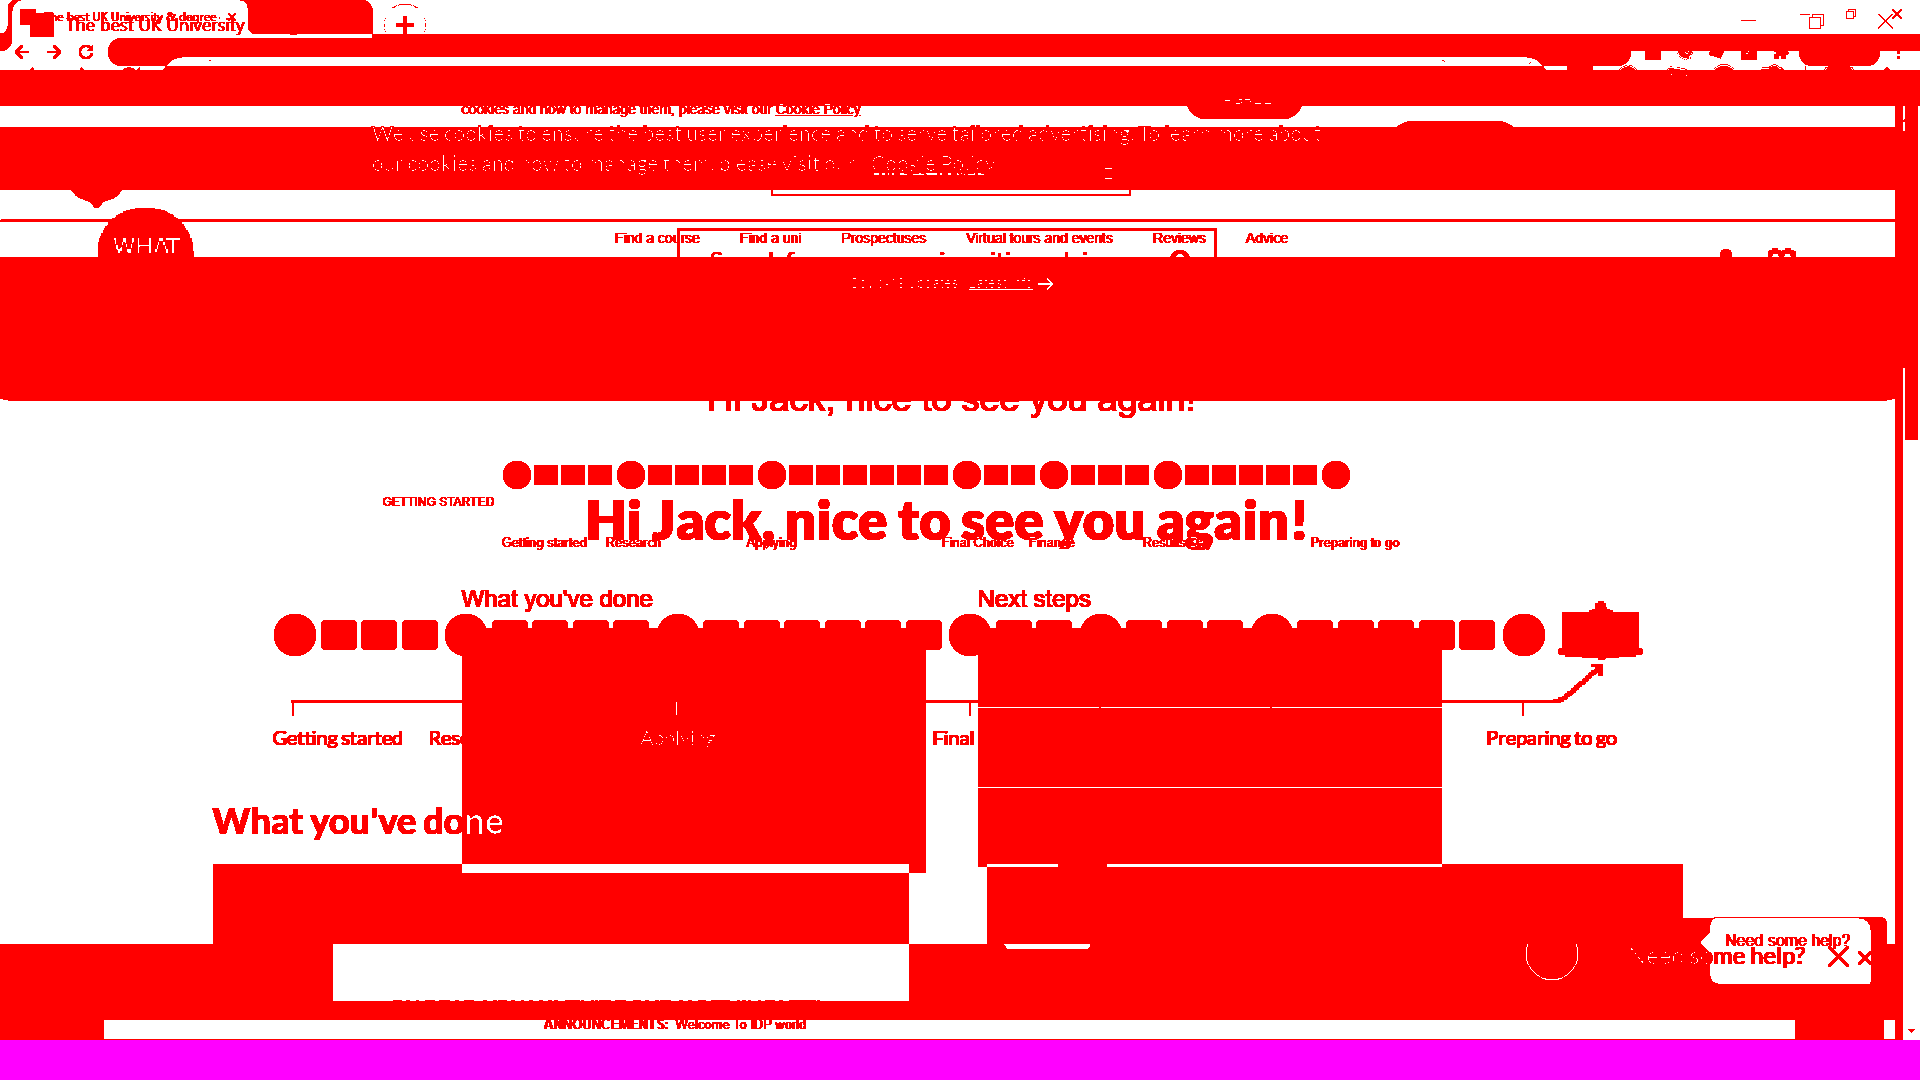 The best UK University & degree
The best UK University
cookies and how to manage them, please visit our Cookie Policy
We use cookies to ensure the best user experience and to serve tailored advertising. To learn more about
our cookies and how to manage them please visit our Cookie Policy
WHAT
Find a course Find a uni Prospectuses Virtual tours and events Reviews Advice
Latest info
Hi Jack, nice to see you again!
GETTING STARTED
Hi Jack, nice to see you again!
Getting started Research Applying Final Choice Finance Preparing to go
What you've done Next steps
Getting started Applying Final Preparing to go
What you've done
Need some help?
Need some help?
ANNOUNCEMENTS: Welcome To IDP world